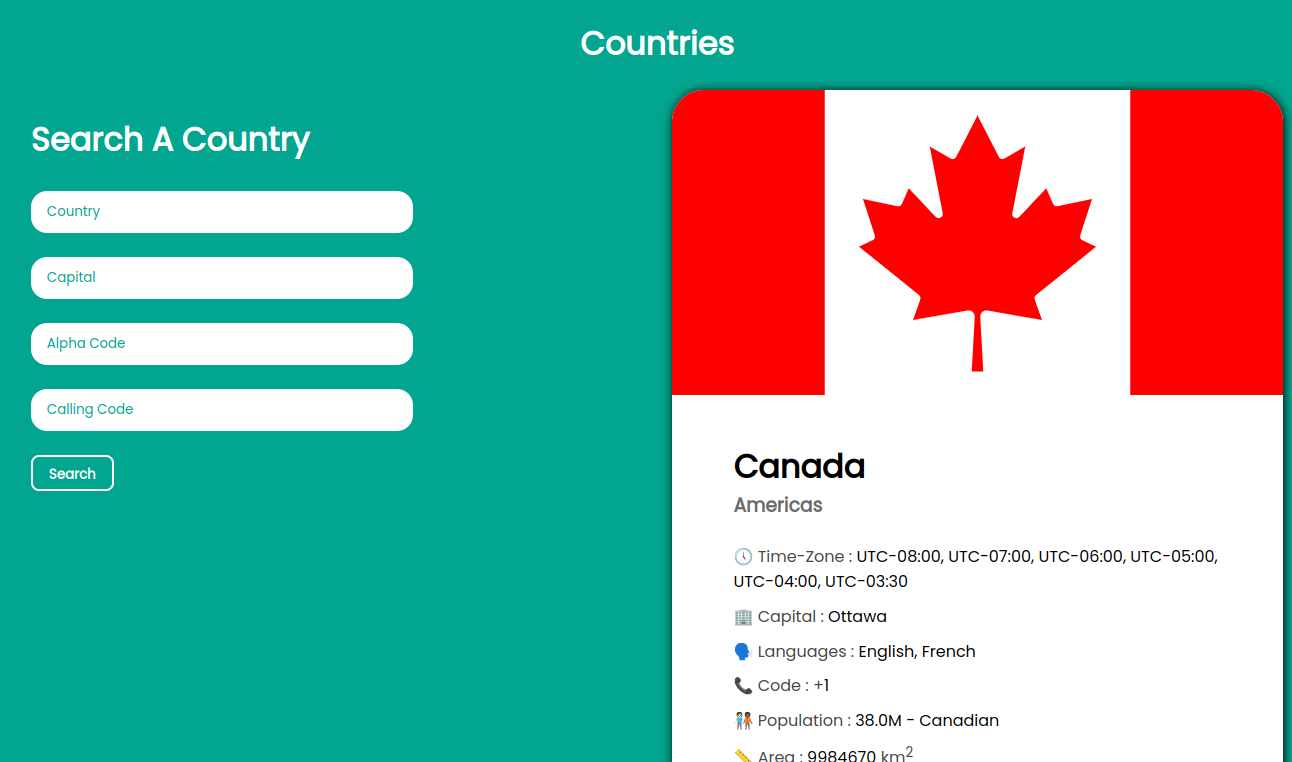 Countries
Search A Country
Country
Capital
Alpha Code
Calling Code
Search
Canada
Americas
🕔 Time-Zone : UTC-08:00, UTC-07:00, UTC-06:00, UTC-05:00,
UTC-04:00, UTC-03:30
🏢 Capital : Ottawa
🗣️ Languages : English, French
📞 Code : +1
🧑‍🤝‍🧑 Population : 38.0M - Canadian
📏 Area : 9984670 km²